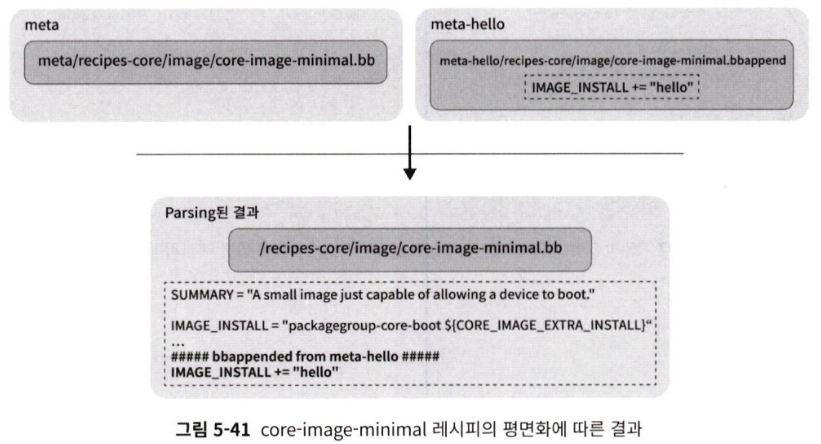 meta
meta/recipes-core/image/core-image-minimal.bb
meta-hello
meta-hello/recipes-core/image/core-image-minimal.bbappend
IMAGE_INSTALL += "hello"
Parsing된 결과
/recipes-core/image/core-image-minimal.bb
SUMMARY = "A small image just capable of allowing a device to boot."
IMAGE_INSTALL = "packagegroup-core-boot ${CORE_IMAGE_EXTRA_INSTALL}“
...
##### bbappended from meta-hello #####
IMAGE_INSTALL += "hello"
그림 5-41 core-image-minimal 레시피의 평면화에 따른 결과